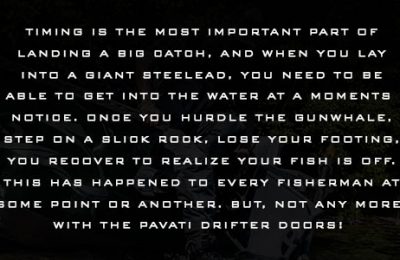 TIMING IS THE MOST IMPORTANT PART OF
LANDING A BIG CATCH, AND WHEN YOU LAY
INTO A GIANT STEELEAD, YOU NEED TO BE
ABLE TO GET INTO THE WATER AT A MOMENTS
NOTICE. ONCE YOU HURDLE THE GUNWHALE,
STEP ON A SLICK ROCK, LOSE YOUR FOOTING,
YOU RECOVER TO REALIZE YOUR FISH IS OFF.
THIS HAS HAPPENED TO EVERY FISHERMAN AT
SOME POINT OR ANOTHER. BUT, NOT ANY MORE
WITH THE PAVATI DRIFTER DOORS!